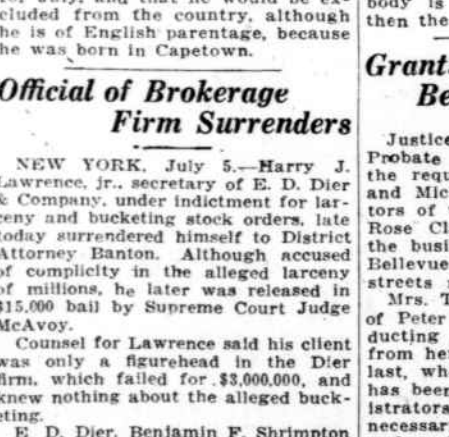 cluded from the country, although
he is of English parentage, because
he was born in Capetown.
Official of Brokerage
Firm Surrenders
NEW YORK, July 5.—Harry J.
Lawrence, jr., secretary of E. D. Dier
& Company, under indictment for lar-
ceny and bucketing stock orders, late
today surrendered himself to District
Attorney Banton. Although accused
of complicity in the alleged larceny
of millions, he later was released in
$15,000 bail by Supreme Court Judge
McAvoy.
Counsel for Lawrence said his client
was only a figurehead in the Dier
firm, which failed for $3,000,000, and
knew nothing about the alleged buck-
eting.
E. D. Dier, Benjamin F. Shrimpton
body is
then the
Grant
Be
Justice
Probate
the requ
and Mic
tors of
Rose Cl
the busi
Bellevue
streets
Mrs. T
of Peter
ducting
from her
last, wh
has been
istrators
necessar